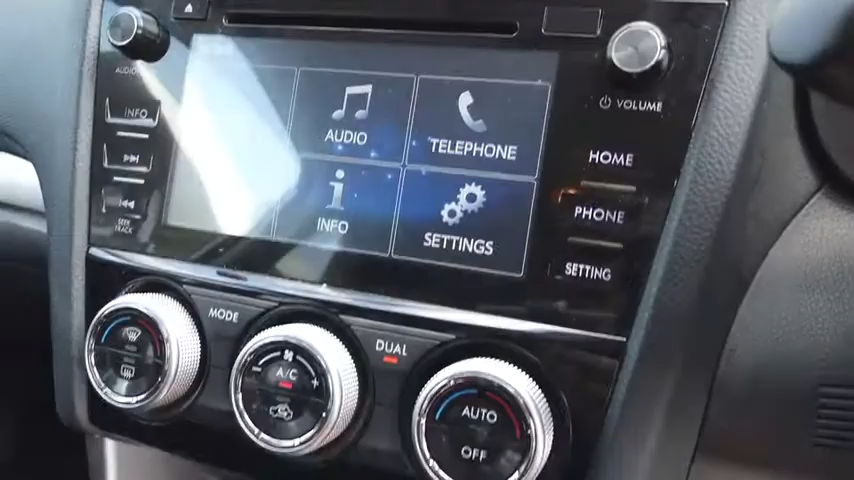 AUDIO
VOLUME
INFO
AUDIO
TELEPHONE
INFO
SETTINGS
HOME
PHONE
SETTING
SEEK
TRACK
MODE
DUAL
A/C
AUTO
OFF